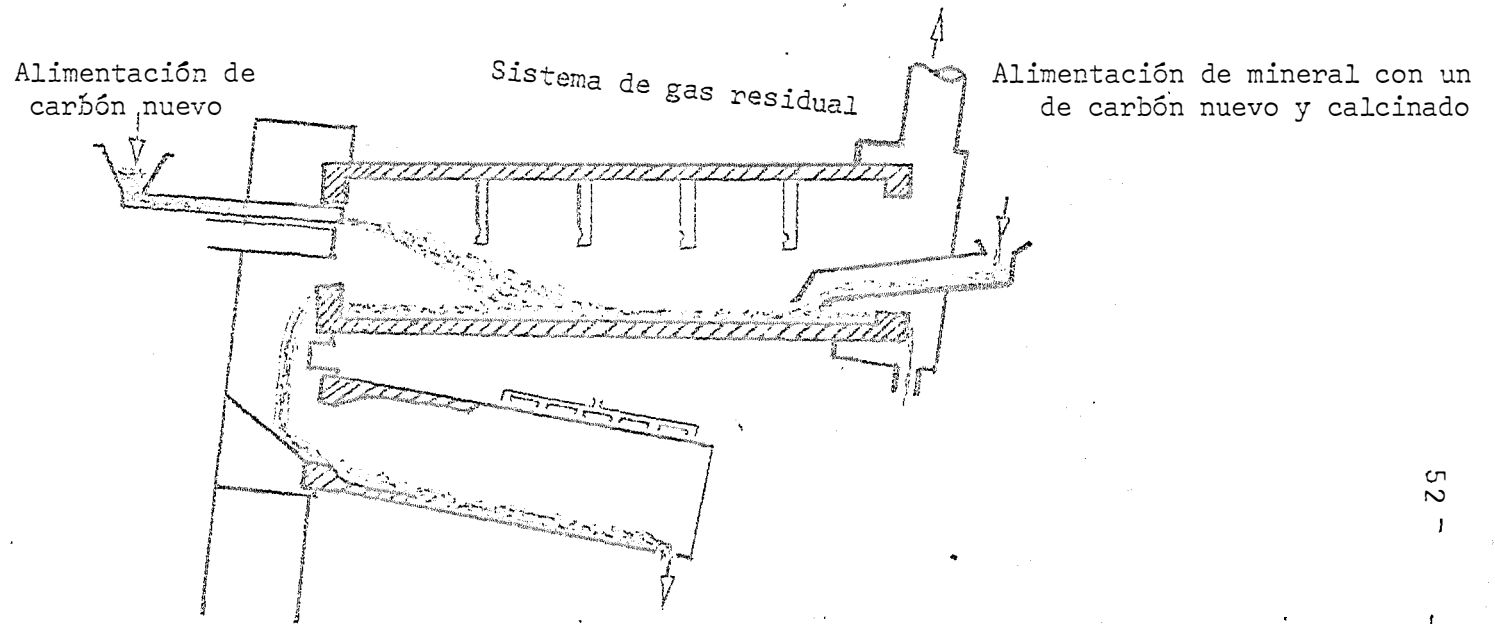 Alimentación de
carbón nuevo
Sistema de gas residual
Alimentación de mineral con un
de carbón nuevo y calcinado
52 -